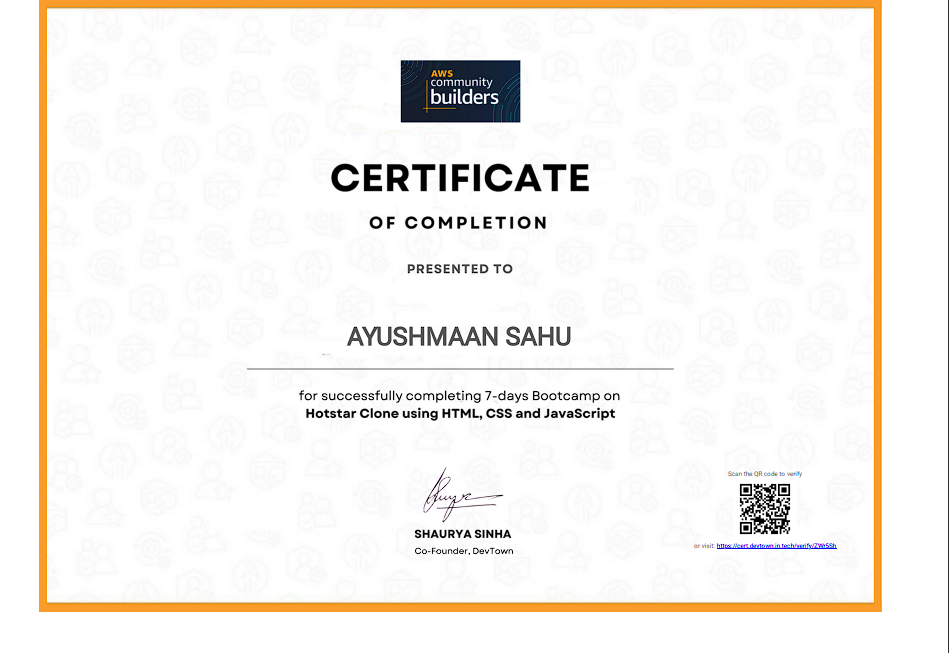 AWS
community
builders
CERTIFICATE
OF COMPLETION
PRESENTED TO
AYUSHMAAN SAHU
for successfully completing 7-days Bootcamp on
Hotstar Clone using HTML, CSS and JavaScript
SHAURYA SINHA
Co-Founder, DevTown
Scan the QR code to verify
or visit: https://cert.devtown.in.tech/verify/ZWr5Sh